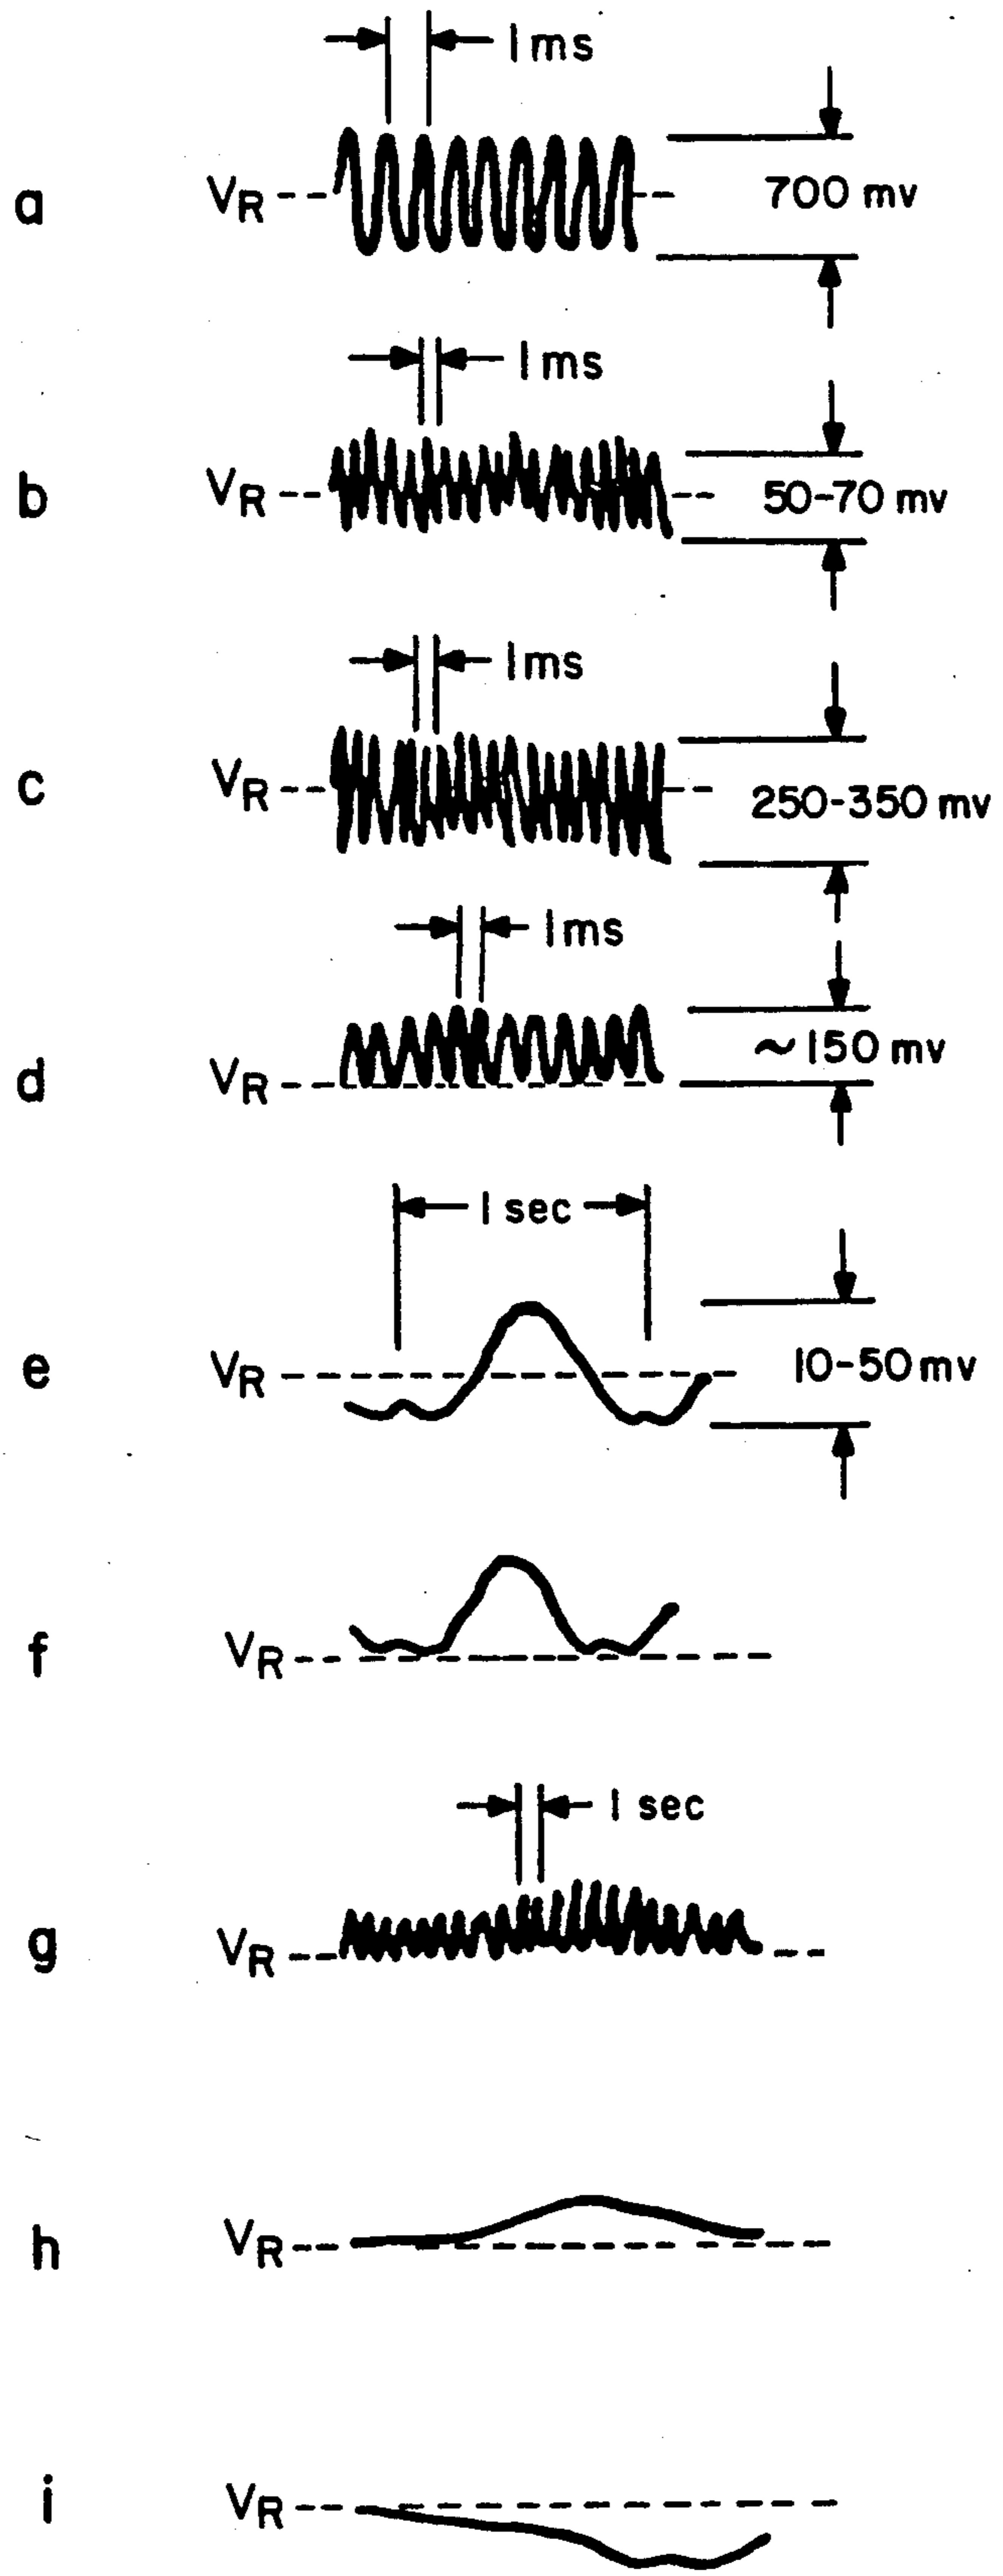 1 ms
a VR 700 mv
1 ms
b VR 50-70 mv
1 ms
c VR 250-350 mv
1 ms
d VR ~150 mv
1 sec
e VR 10-50 mv
f VR
1 sec
g VR
h VR
i VR